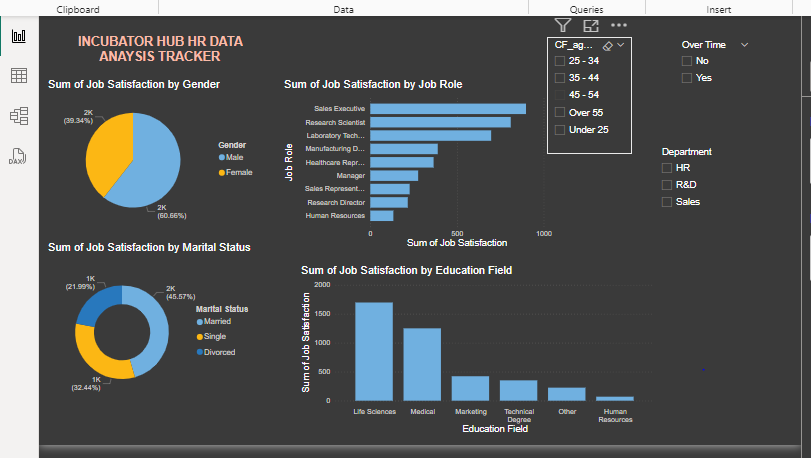 Clipboard
Data
Queries
Insert
INCUBATOR HUB HR DATA
ANAYSIS TRACKER
CF_ag...
25 - 34
35 - 44
45 - 54
Over 55
Under 25
Over Time
No
Yes
Department
HR
R&D
Sales
Sum of Job Satisfaction by Gender
2K
(39.34%)
2K
(60.66%)
Gender
Male
Female
Sum of Job Satisfaction by Job Role
Job Role
Sales Executive
Research Scientist
Laboratory Tech...
Manufacturing D...
Healthcare Repr...
Manager
Sales Represent...
Research Director
Human Resources
0
500
1000
Sum of Job Satisfaction
Sum of Job Satisfaction by Marital Status
1K
(21.99%)
2K
(45.57%)
1K
(32.44%)
Marital Status
Married
Single
Divorced
Sum of Job Satisfaction by Education Field
Sum of Job Satisfaction
2000
1500
1000
500
0
Life Sciences
Medical
Marketing
Technical
Degree
Other
Human
Resources
Education Field
DAX